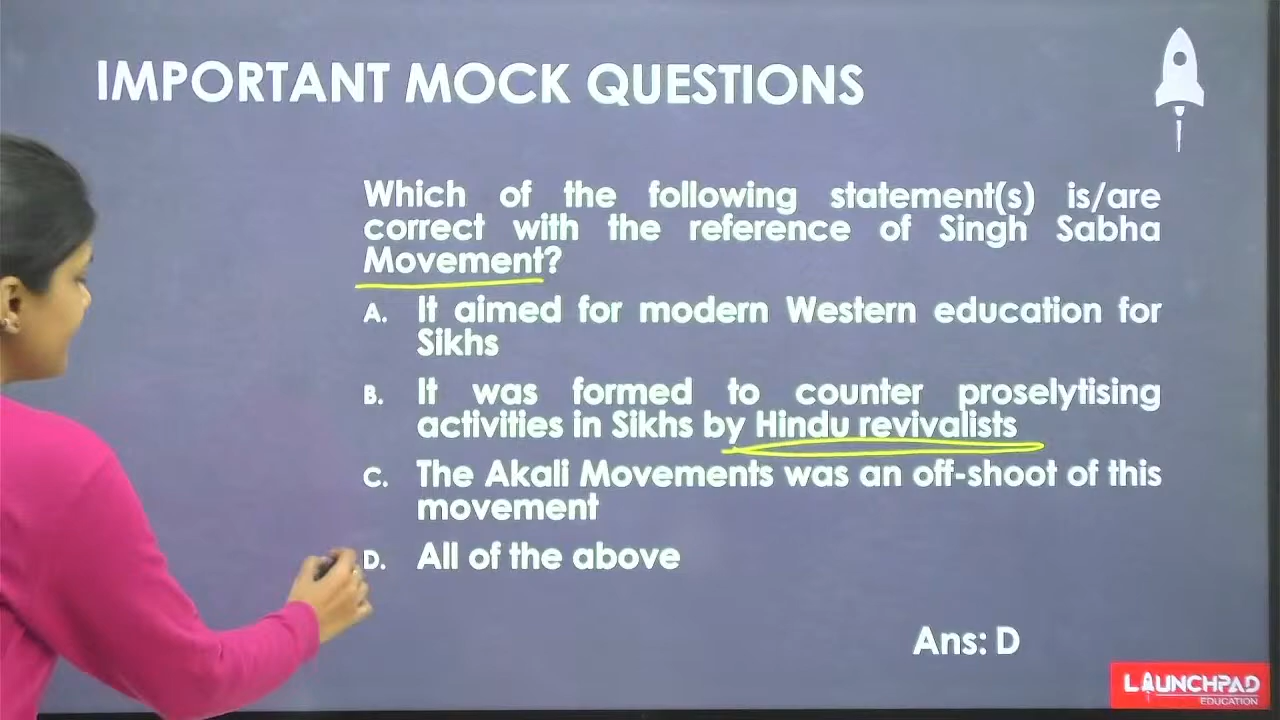 IMPORTANT MOCK QUESTIONS
Which of the following statement(s) is/are
correct with the reference of Singh Sabha
Movement?
A. It aimed for modern Western education for
Sikhs
B. It was formed to counter proselytising
activities in Sikhs by Hindu revivalists
C. The Akali Movements was an off-shoot of this
movement
D. All of the above
Ans: D
LAUNCHPAD
EDUCATION